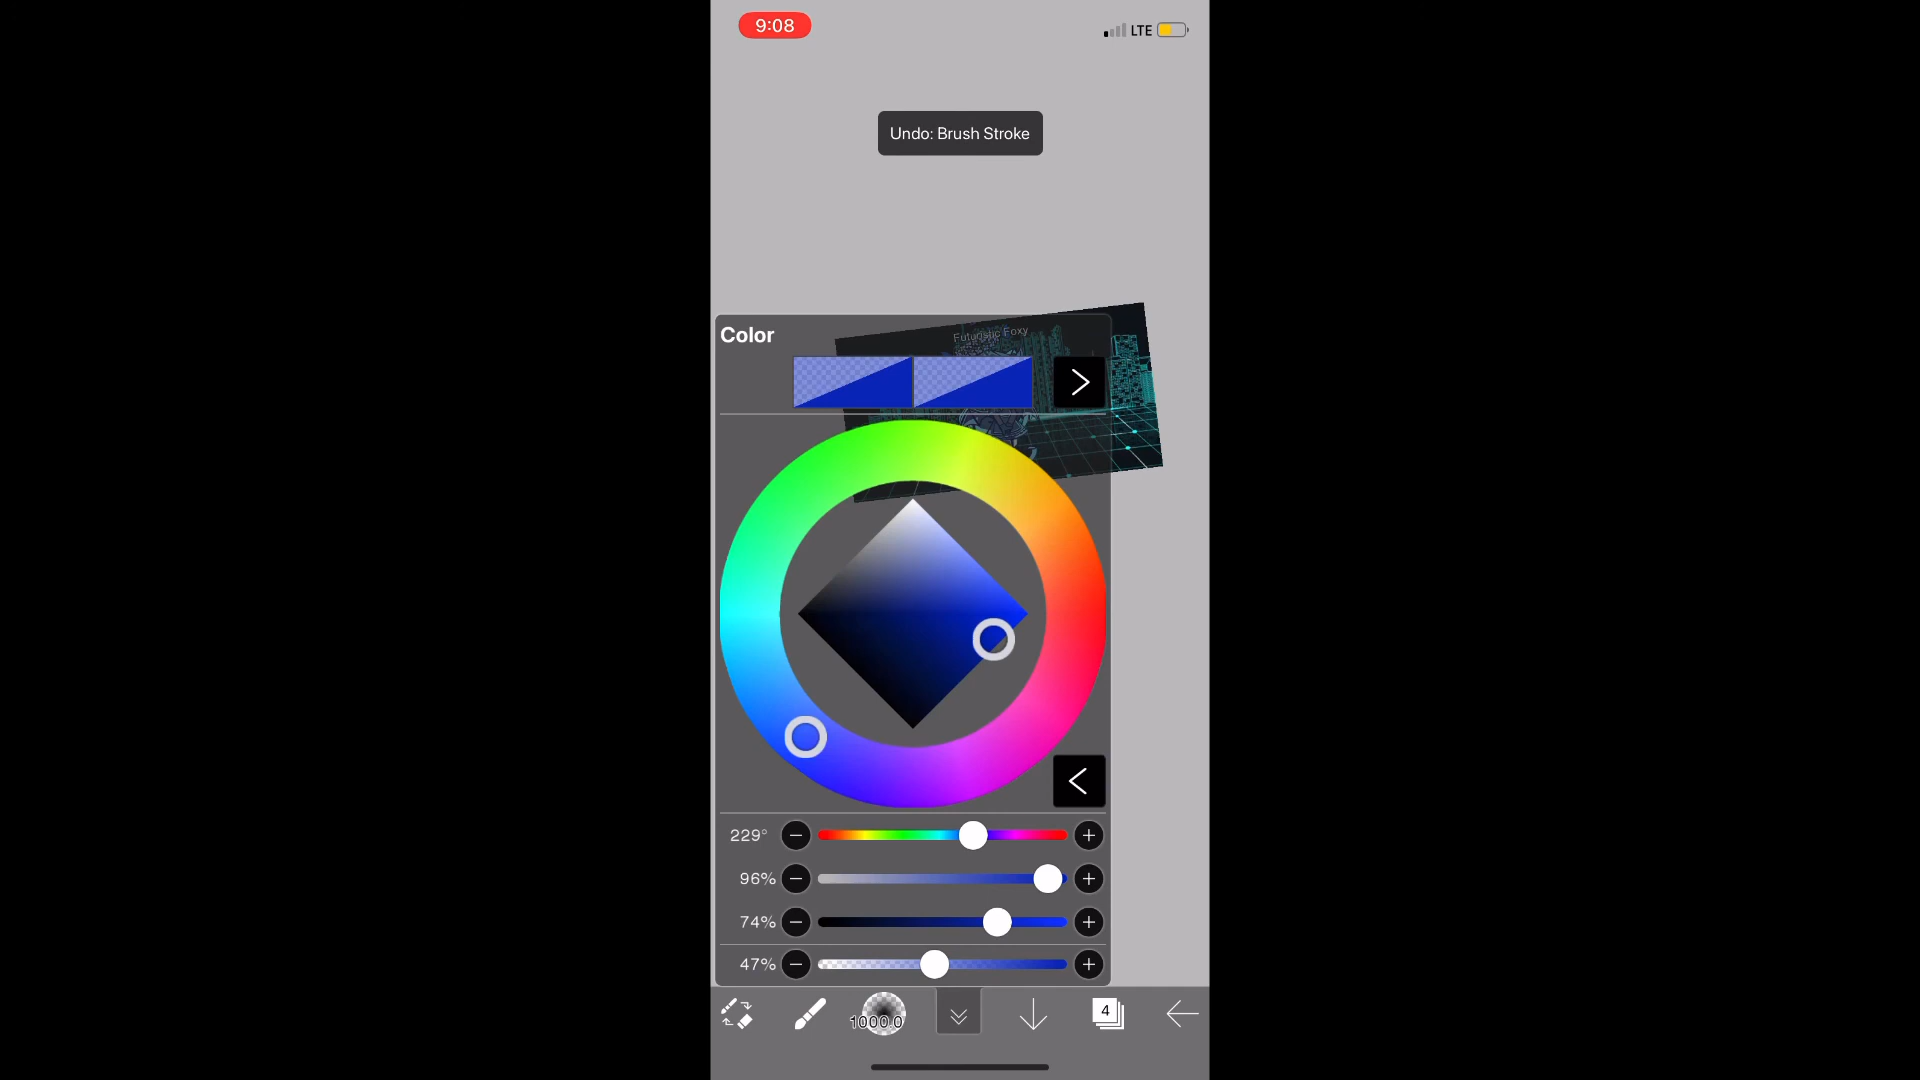 9:08
LTE
Undo: Brush Stroke
Futuristic Foxy
Color
229°
96%
74%
47%
1000.0
4